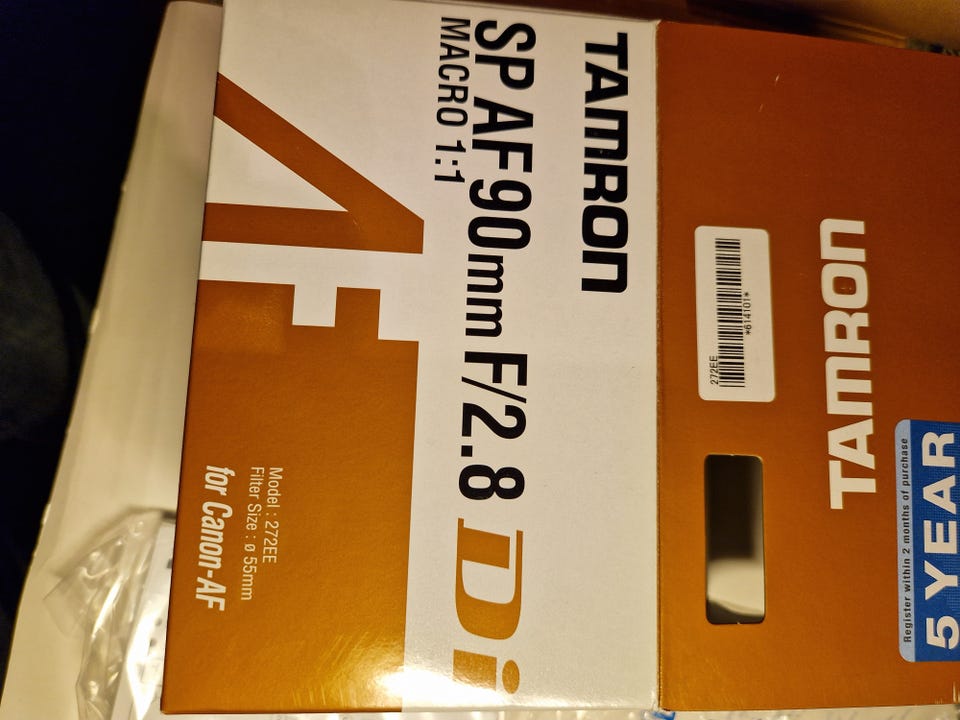 TAMRON
SP AF90mm F/2.8 Di
MACRO 1:1
AF
Model : 272EE
Filter Size : ø 55mm
for Canon-AF
TAMRON
272EE
*614101*
5 YEAR
Register within 2 months of purchase